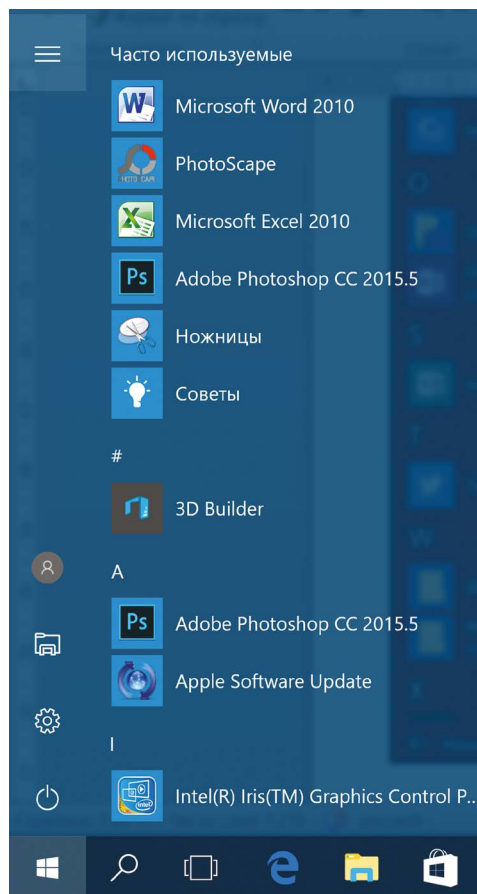 Часто используемые
Microsoft Word 2010
PhotoScape
Microsoft Excel 2010
Adobe Photoshop CC 2015.5
Ножницы
Советы
#
3D Builder
A
Adobe Photoshop CC 2015.5
Apple Software Update
I
Intel(R) Iris(TM) Graphics Control P...